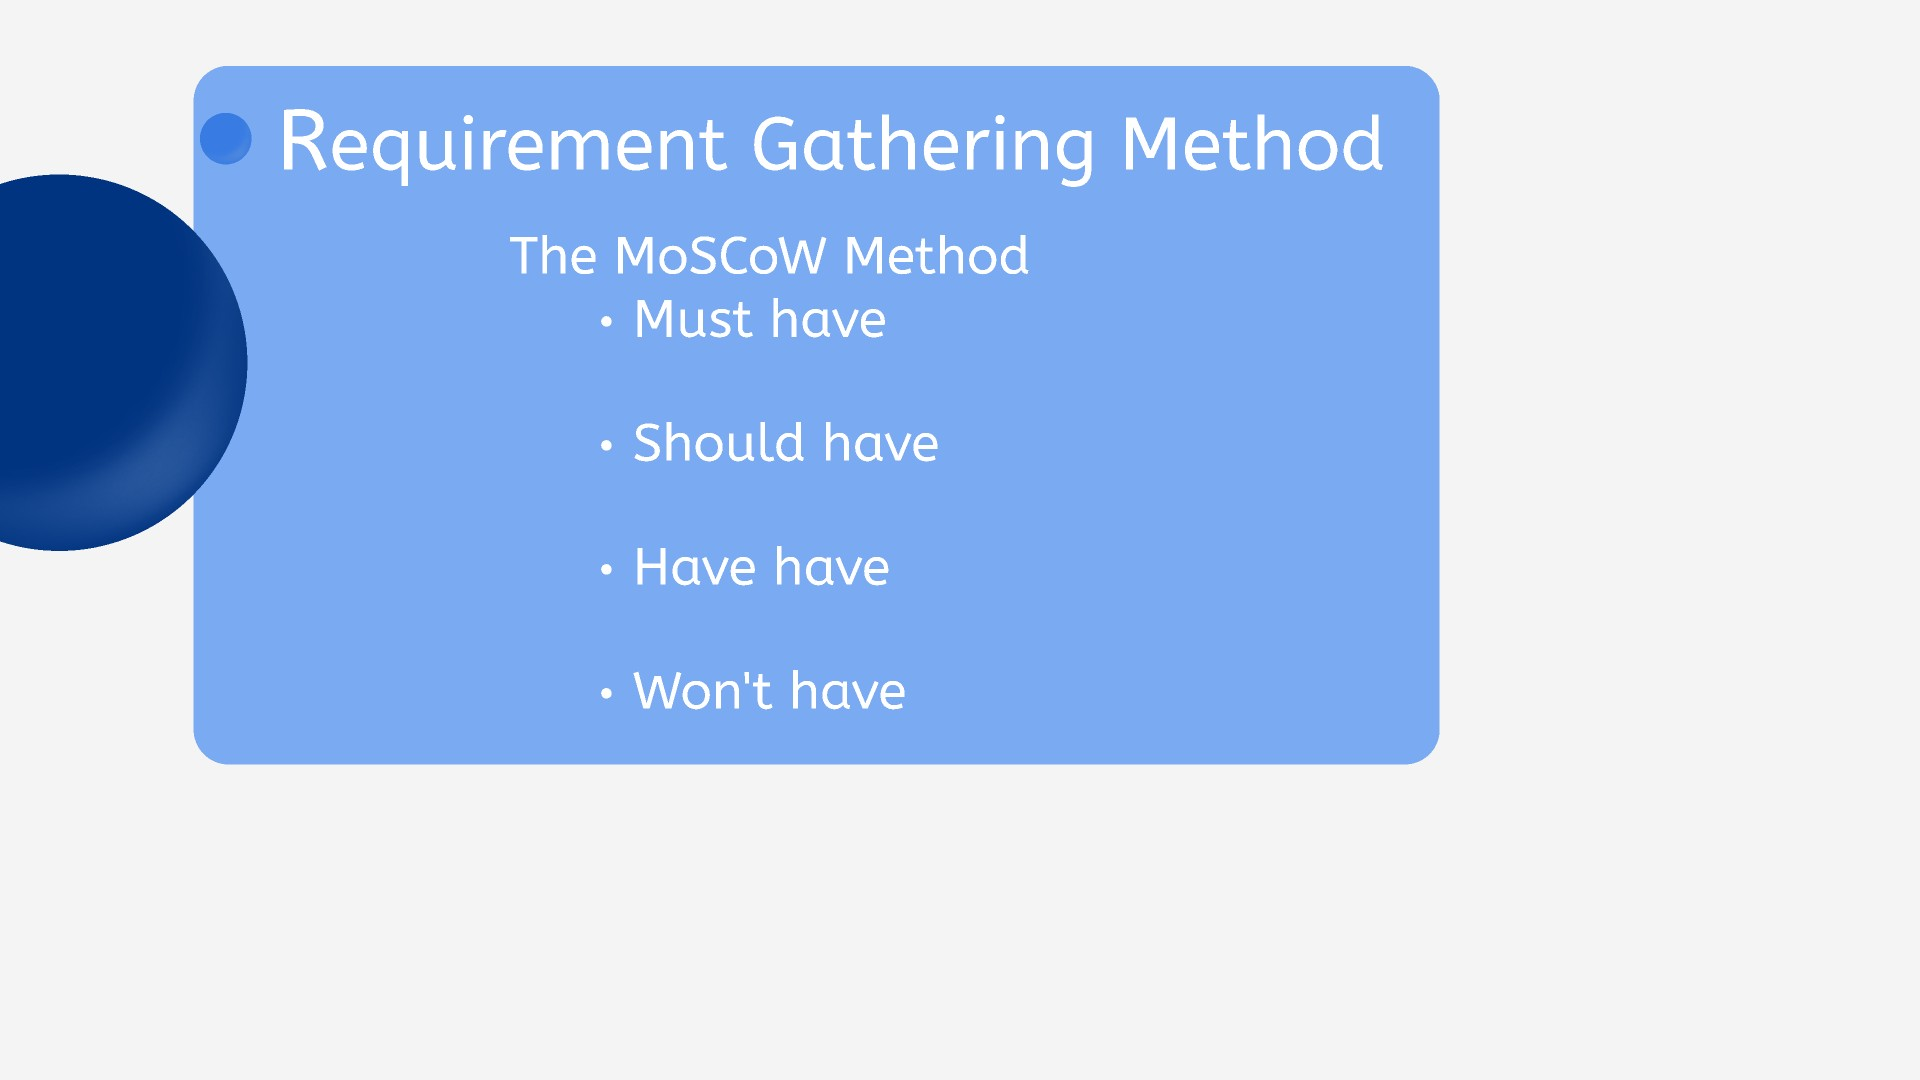 Requirement Gathering Method
The MoSCoW Method
• Must have
• Should have
• Have have
• Won't have